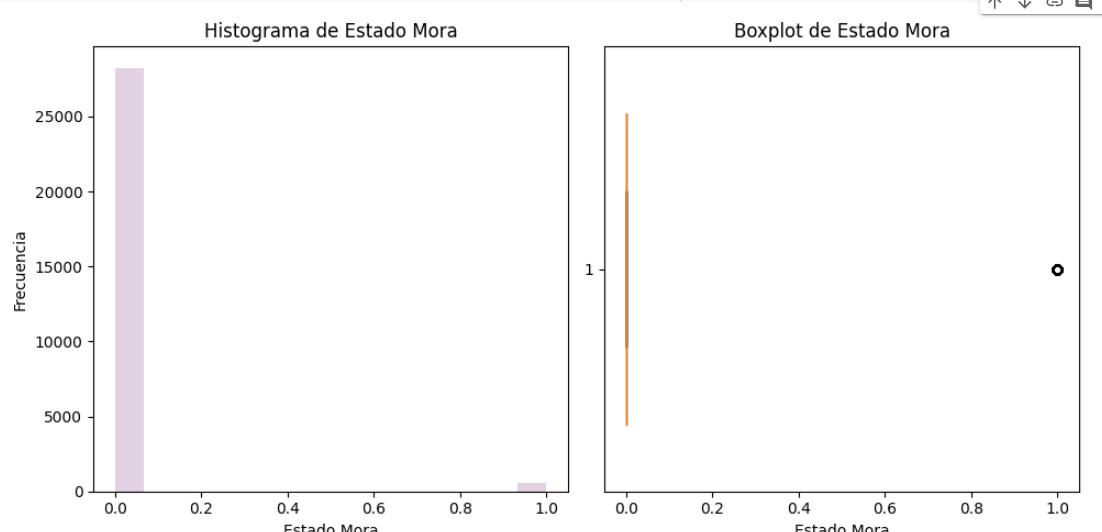 Histograma de Estado Mora
25000
20000
15000
10000
5000
0
Frecuencia
0.0 0.2 0.4 0.6 0.8 1.0
Estado Mora
Boxplot de Estado Mora
1
0.0 0.2 0.4 0.6 0.8 1.0
Estado Mora